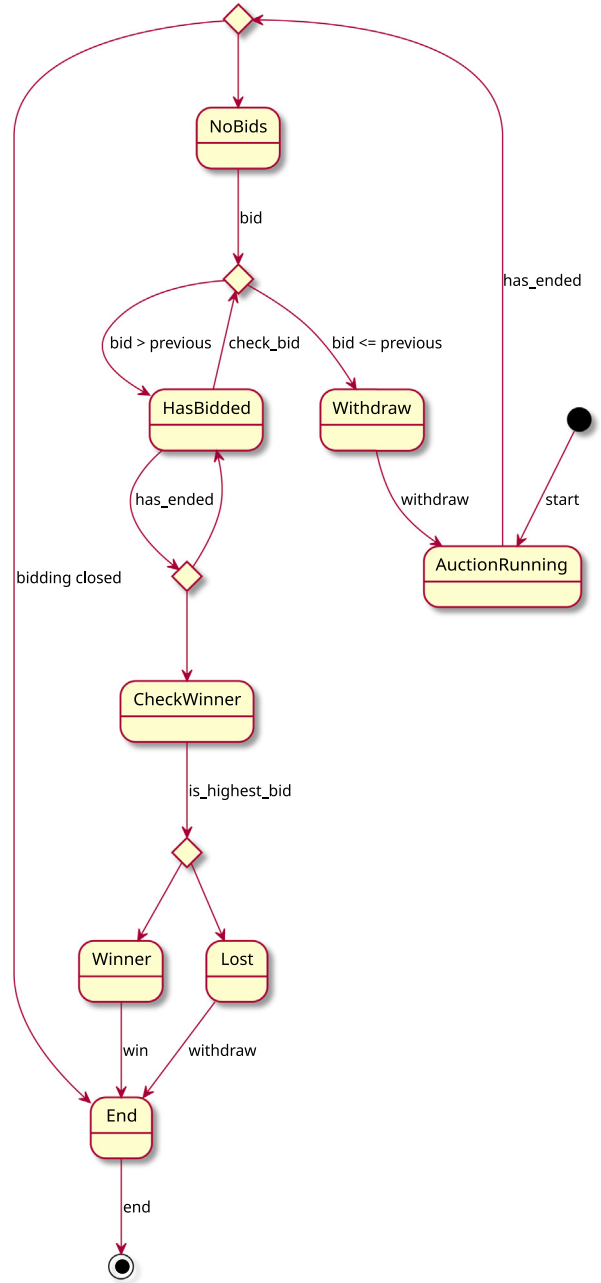 NoBids
bid
has_ended
bid > previous
check_bid
bid <= previous
HasBidded
Withdraw
has_ended
withdraw
start
AuctionRunning
bidding closed
CheckWinner
is_highest_bid
Winner
Lost
win
withdraw
End
end